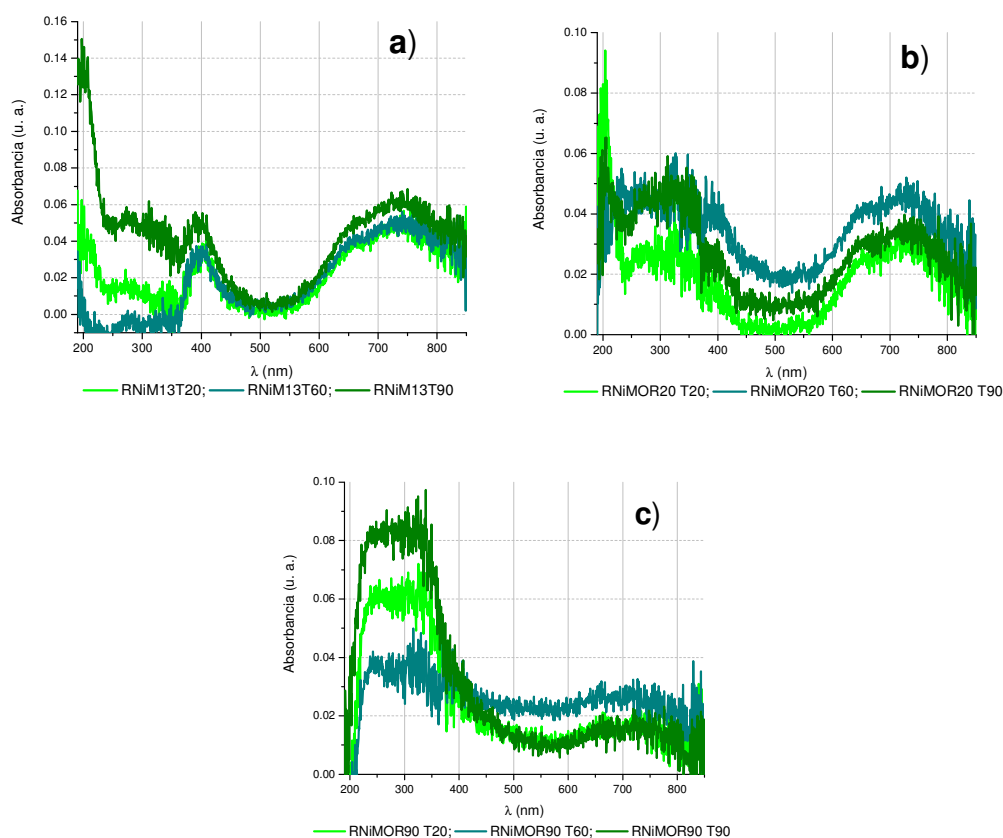 a)
0.16
0.14
0.12
0.10
0.08
0.06
0.04
0.02
0.00
Absorbancia (u. a.)
200 300 400 500 600 700 800
λ (nm)
RNiM13T20; RNiM13T60; RNiM13T90
b)
0.10
0.08
0.06
0.04
0.02
0.00
Absorbancia (u. a.)
200 300 400 500 600 700 800
λ (nm)
RNiMOR20 T20; RNiMOR20 T60; RNiMOR20 T90
c)
0.10
0.08
0.06
0.04
0.02
0.00
Absorbancia (u. a.)
200 300 400 500 600 700 800
λ (nm)
RNiMOR90 T20; RNiMOR90 T60; RNiMOR90 T90